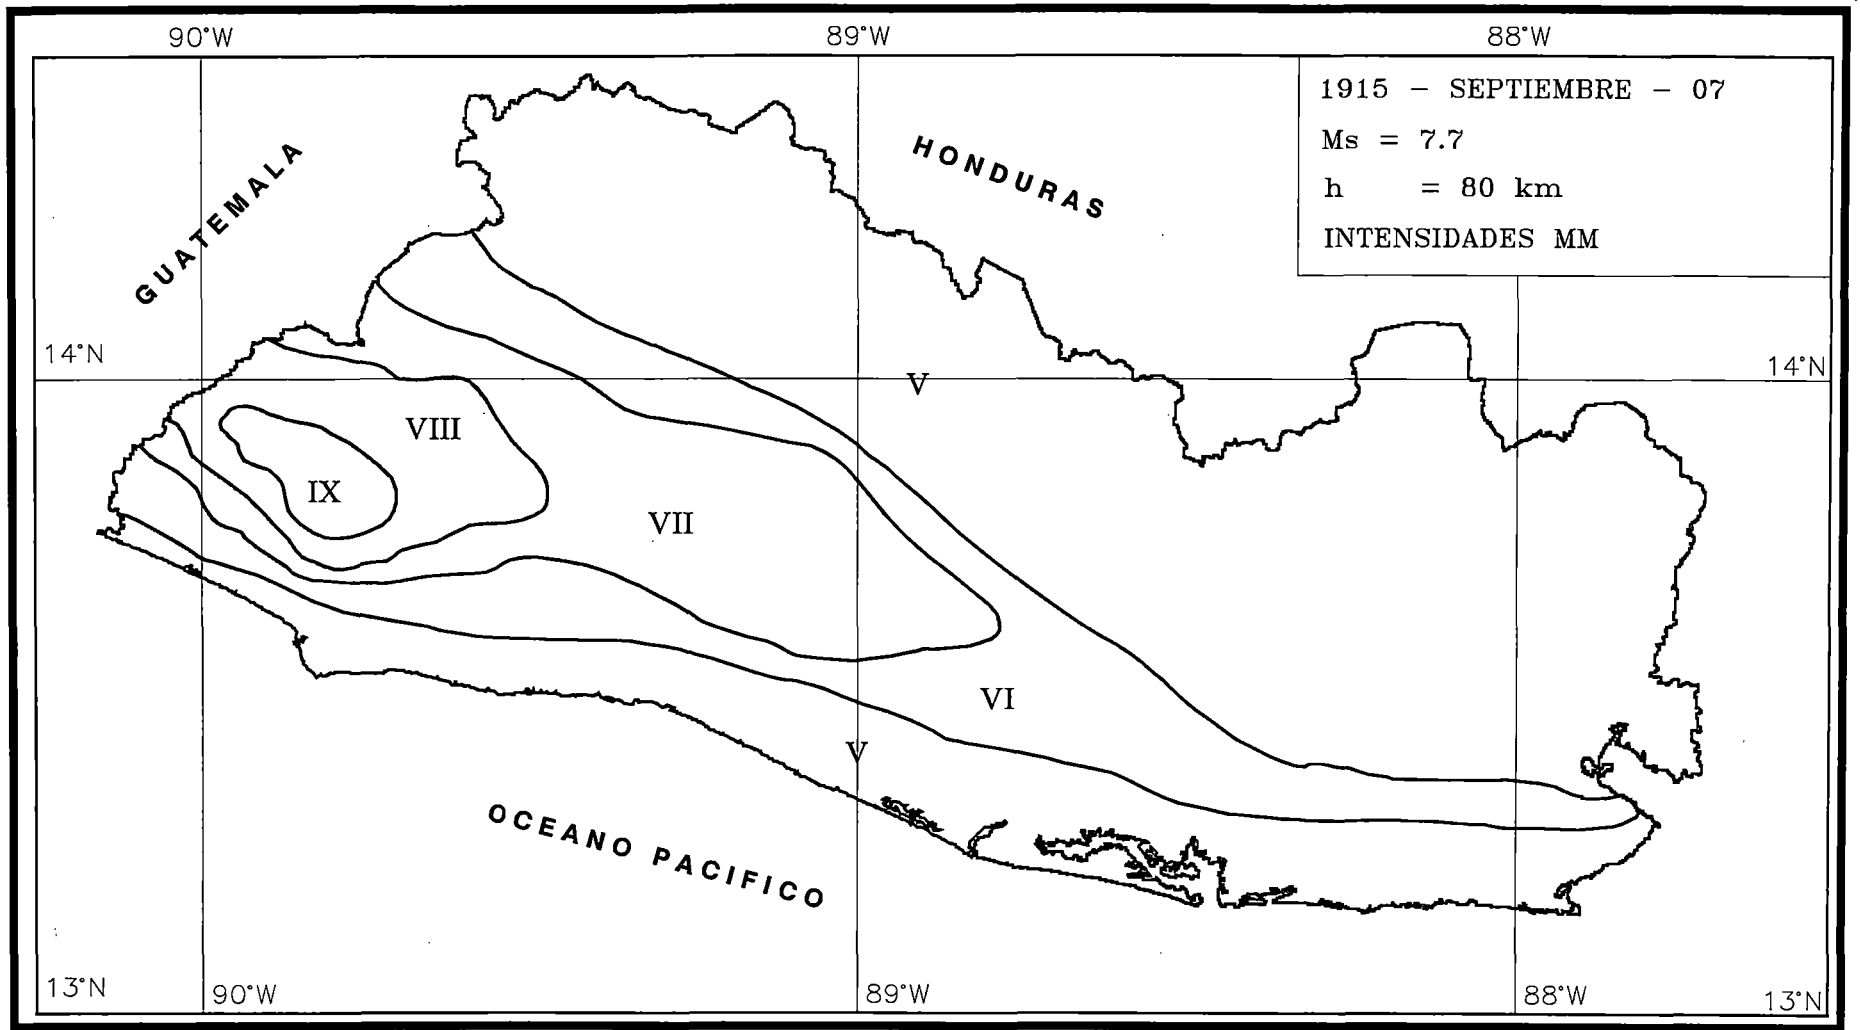 90°W 89°W 88°W
1915 - SEPTIEMBRE - 07
Ms = 7.7
h = 80 km
INTENSIDADES MM
GUATEMALA
HONDURAS
14°N 14°N
V
VIII
IX
VII
VI
V
OCEANO PACIFICO
13°N 90°W 89°W 88°W 13°N